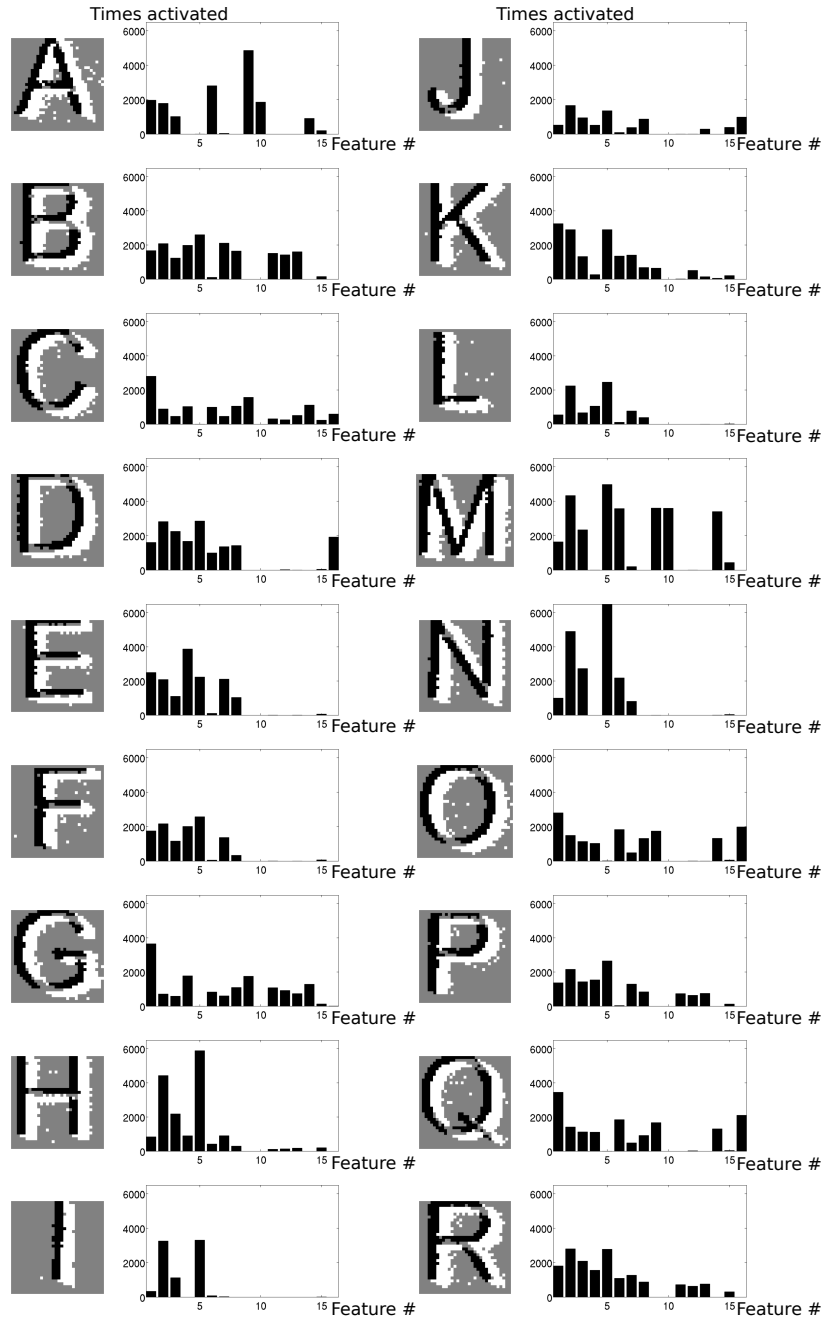 Times activated Times activated
A 6000 4000 2000 0 5 10 15 Feature # J 6000 4000 2000 0 5 10 15 Feature #
B 6000 4000 2000 0 5 10 15 Feature # K 6000 4000 2000 0 5 10 15 Feature #
C 6000 4000 2000 0 5 10 15 Feature # L 6000 4000 2000 0 5 10 15 Feature #
D 6000 4000 2000 0 5 10 15 Feature # M 6000 4000 2000 0 5 10 15 Feature #
E 6000 4000 2000 0 5 10 15 Feature # N 6000 4000 2000 0 5 10 15 Feature #
F 6000 4000 2000 0 5 10 15 Feature # O 6000 4000 2000 0 5 10 15 Feature #
G 6000 4000 2000 0 5 10 15 Feature # P 6000 4000 2000 0 5 10 15 Feature #
H 6000 4000 2000 0 5 10 15 Feature # Q 6000 4000 2000 0 5 10 15 Feature #
I 6000 4000 2000 0 5 10 15 Feature # R 6000 4000 2000 0 5 10 15 Feature #